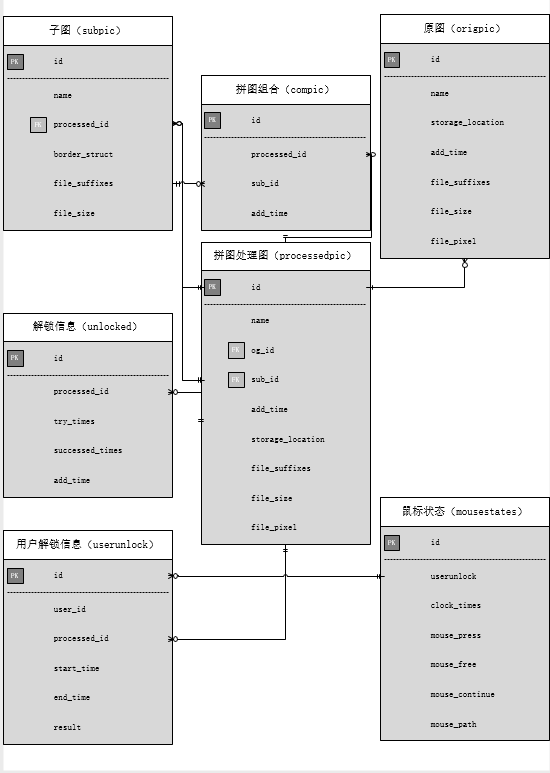 子图（subpic）
PK id
name
PK processed_id
border_struct
file_suffixes
file_size
拼图组合（compic）
PK id
processed_id
sub_id
add_time
原图（origpic）
PK id
name
storage_location
add_time
file_suffixes
file_size
file_pixel
拼图处理图（processedpic）
PK id
name
PK og_id
PK sub_id
add_time
storage_location
file_suffixes
file_size
file_pixel
解锁信息（unlocked）
PK id
processed_id
try_times
successed_times
add_time
用户解锁信息（userunlock）
PK id
user_id
processed_id
start_time
end_time
result
鼠标状态（mousestates）
PK id
userunlock
clock_times
mouse_press
mouse_free
mouse_continue
mouse_path